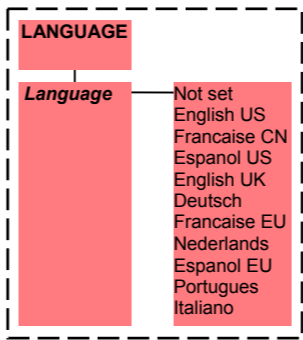 LANGUAGE
Language
Not set
English US
Francaise CN
Espanol US
English UK
Deutsch
Francaise EU
Nederlands
Espanol EU
Portugues
Italiano